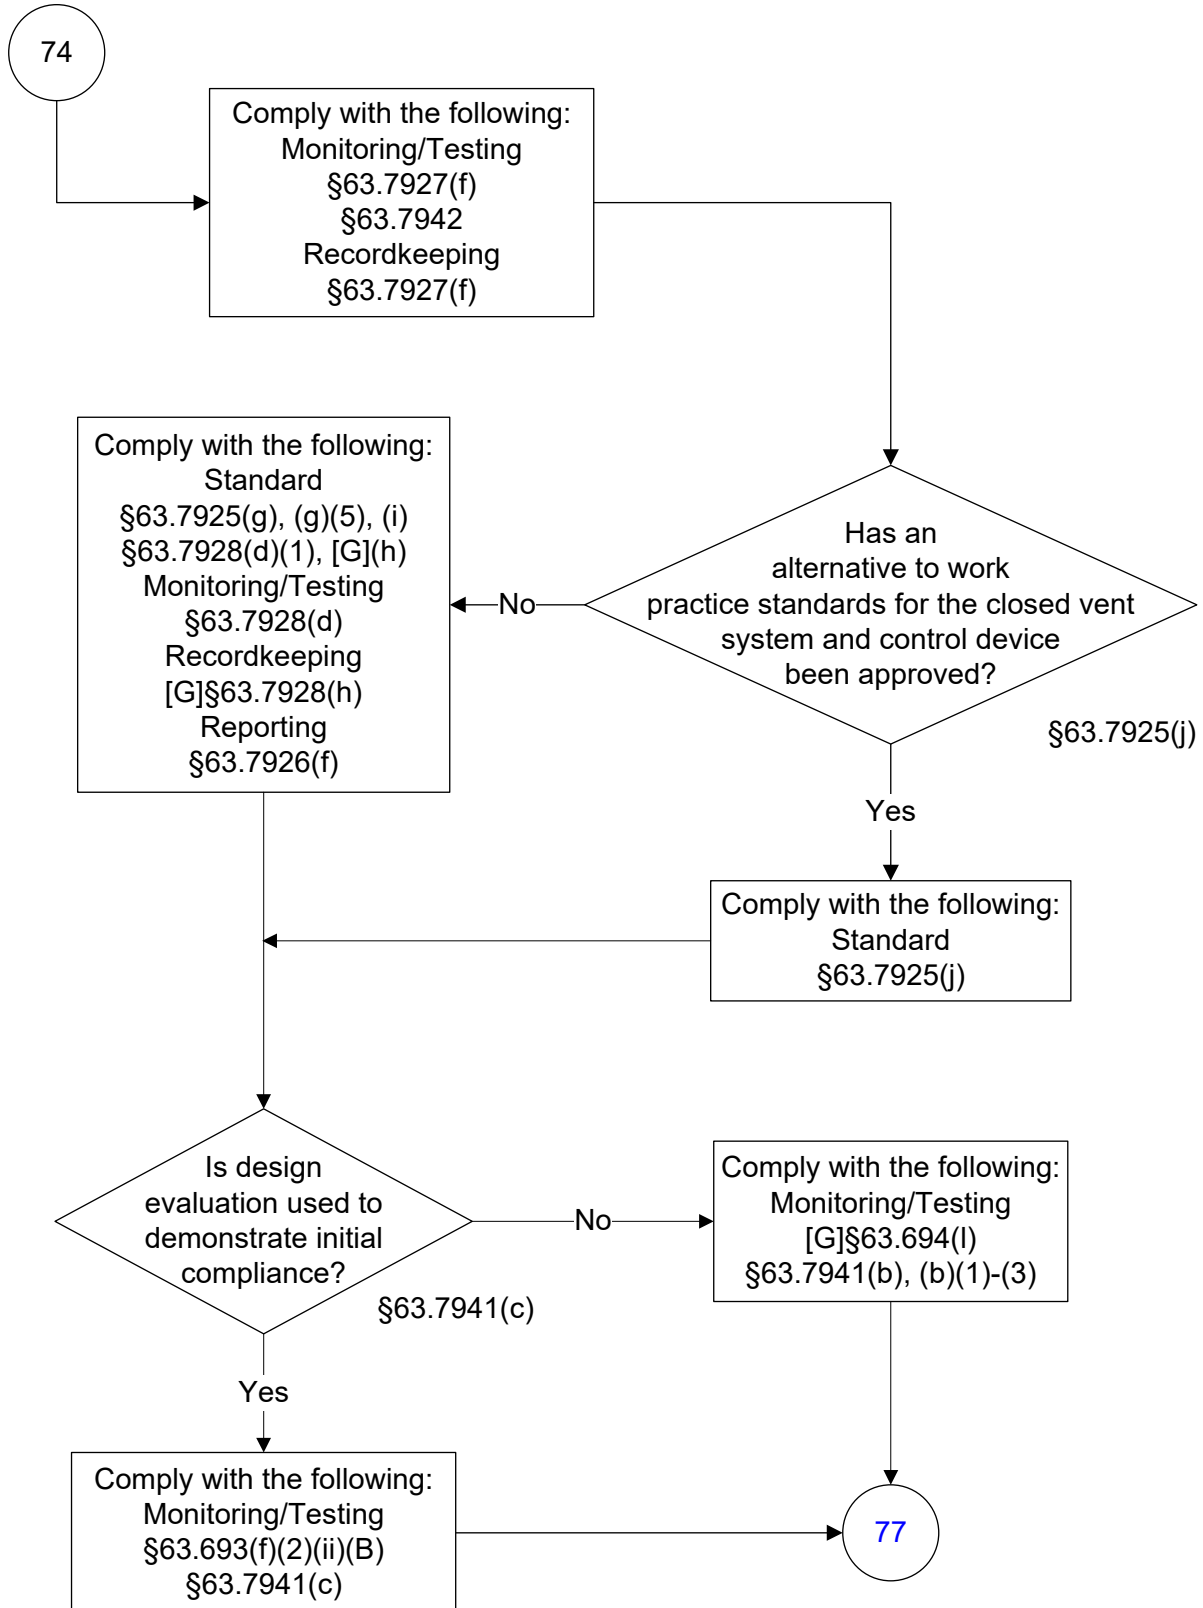 74
Comply with the following:
Monitoring/Testing
§63.7927(f)
§63.7942
Recordkeeping
§63.7927(f)
Comply with the following:
Standard
§63.7925(g), (g)(5), (i)
§63.7928(d)(1), [G](h)
Monitoring/Testing
§63.7928(d)
Recordkeeping
[G]§63.7928(h)
Reporting
§63.7926(f)
No
Has an
alternative to work
practice standards for the closed vent
system and control device
been approved?
§63.7925(j)
Yes
Comply with the following:
Standard
§63.7925(j)
Is design
evaluation used to
demonstrate initial
compliance?
§63.7941(c)
No
Comply with the following:
Monitoring/Testing
[G]§63.694(l)
§63.7941(b), (b)(1)-(3)
Yes
Comply with the following:
Monitoring/Testing
§63.693(f)(2)(ii)(B)
§63.7941(c)
77